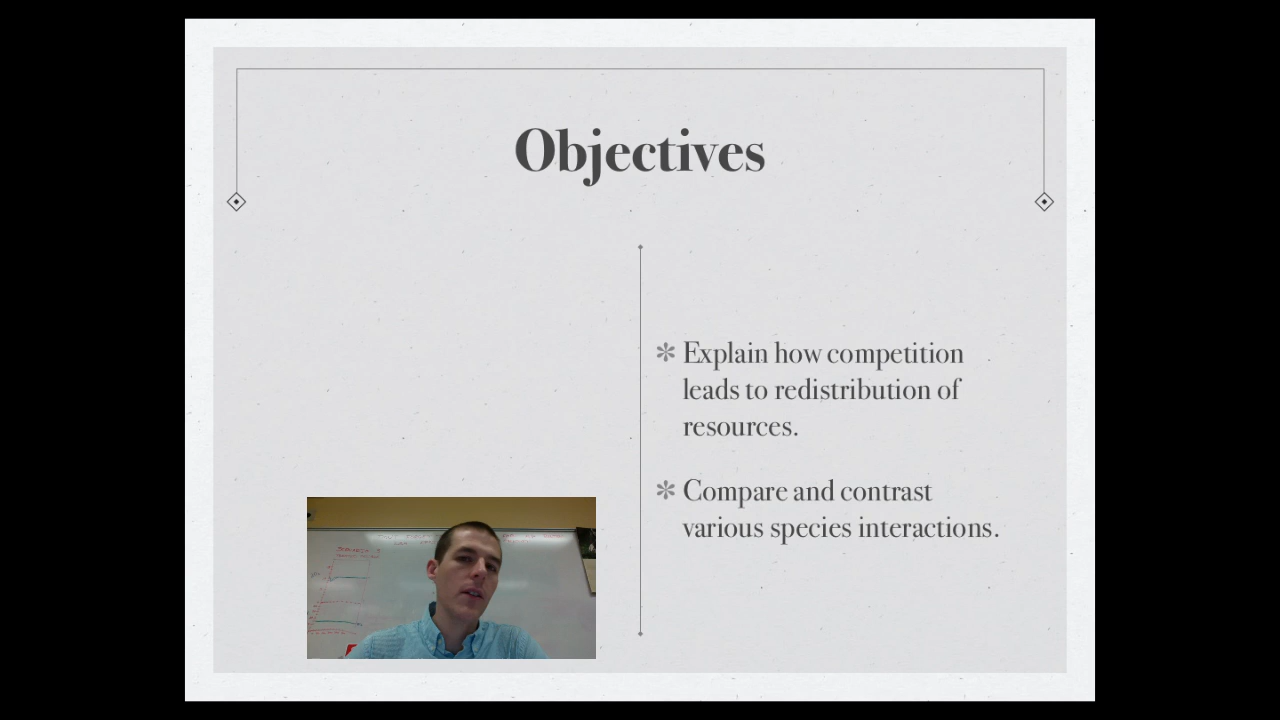 Objectives
✻ Explain how competition
leads to redistribution of
resources.
✻ Compare and contrast
various species interactions.